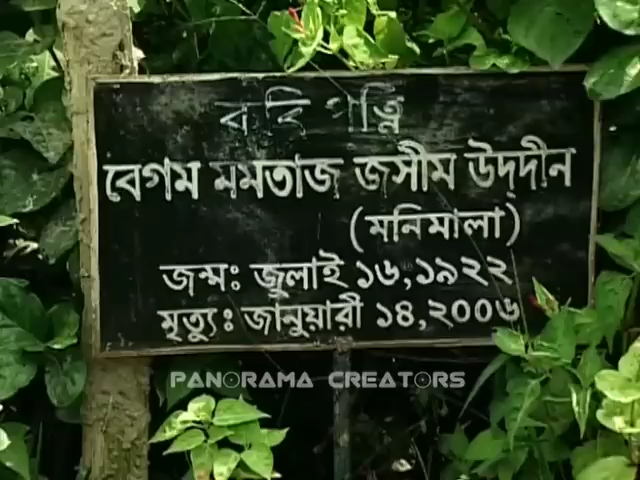 কবি পত্নি
বেগম মমতাজ জসীম উদ্দীন
(মনিমালা)
জন্মঃ জুলাই ১৬,১৯২২
মৃত্যুঃ জানুয়ারী ১৪,২০০৬
PANORAMA CREATORS